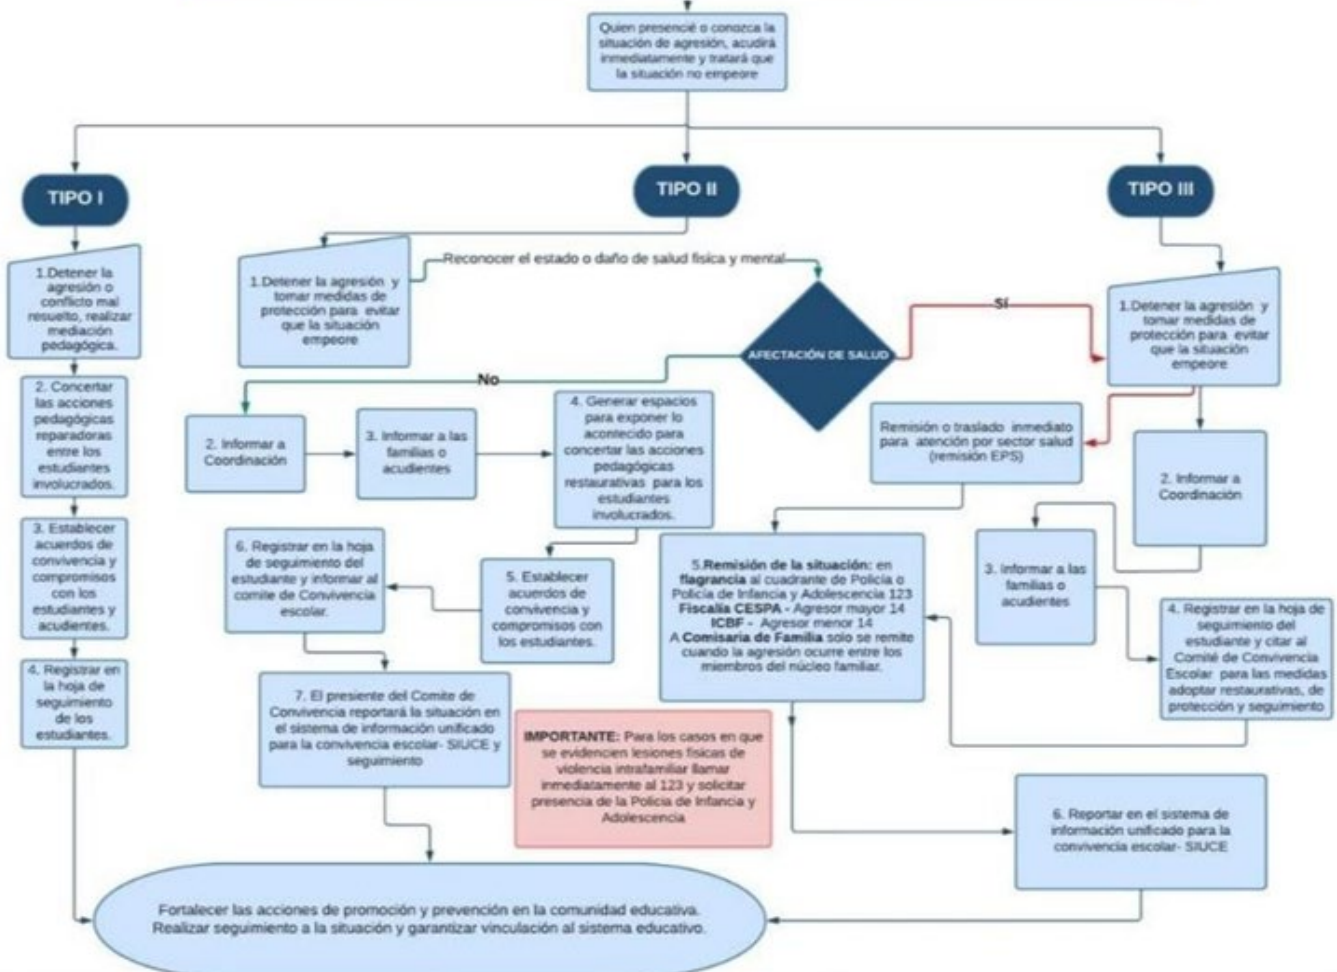 Quien presencié o conozca la
situación de agresión, acudirá
inmediatamente y tratará que
la situación no empeore
TIPO I
TIPO II
TIPO III
1.Detener la
agresión o
conflicto mal
resuelto, realizar
mediación
pedagógica.
2. Concertar
las acciones
pedagógicas
reparadoras
entre los
estudiantes
involucrados.
3. Establecer
acuerdos de
convivencia y
compromisos
con los
estudiantes y
acudientes.
4. Registrar en
la hoja de
seguimiento
de los
estudiantes.
1.Detener la agresión y
tomar medidas de
protección para evitar
que la situación
empeore
Reconocer el estado o daño de salud física y mental
AFECTACIÓN DE SALUD
No
Sí
2. Informar a
Coordinación
3. Informar a las
familias o
acudientes
4. Generar espacios
para exponer lo
acontecido para
concertar las acciones
pedagógicas
restaurativas para los
estudiantes
involucrados.
5. Establecer
acuerdos de
convivencia y
compromisos con
los estudiantes.
6. Registrar en la hoja
de seguimiento del
estudiante y informar al
comite de Convivencia
escolar.
7. El presente del Comite de
Convivencia reportará la situación en
el sistema de información unificado
para la convivencia escolar- SIUCE y
seguimiento
1.Detener la agresión y
tomar medidas de
protección para evitar
que la situación
empeore
Remisión o traslado inmediato
para atención por sector salud
(remisión EPS)
2. Informar a
Coordinación
3. Informar a las
familias o
acudientes
4. Registrar en la hoja de
seguimiento del
estudiante y citar al
Comité de Convivencia
Escolar para las medidas
adoptar restaurativas, de
protección y seguimiento
5.Remisión de la situación: en
flagrancia al cuadrante de Policía o
Policía de Infancia y Adolescencia 123
Fiscalía CESPA - Agresor mayor 14
ICBF - Agresor menor 14
A Comisaria de Familia solo se remite
cuando la agresión ocurre entre los
miembros del núcleo familiar.
IMPORTANTE: Para los casos en que
se evidencien lesiones físicas de
violencia intrafamiliar llamar
inmediatamente al 123 y solicitar
presencia de la Policia de Infancia y
Adolescencia
6. Reportar en el sistema de
información unificado para la
convivencia escolar- SIUCE
Fortalecer las acciones de promoción y prevención en la comunidad educativa.
Realizar seguimiento a la situación y garantizar vinculación al sistema educativo.